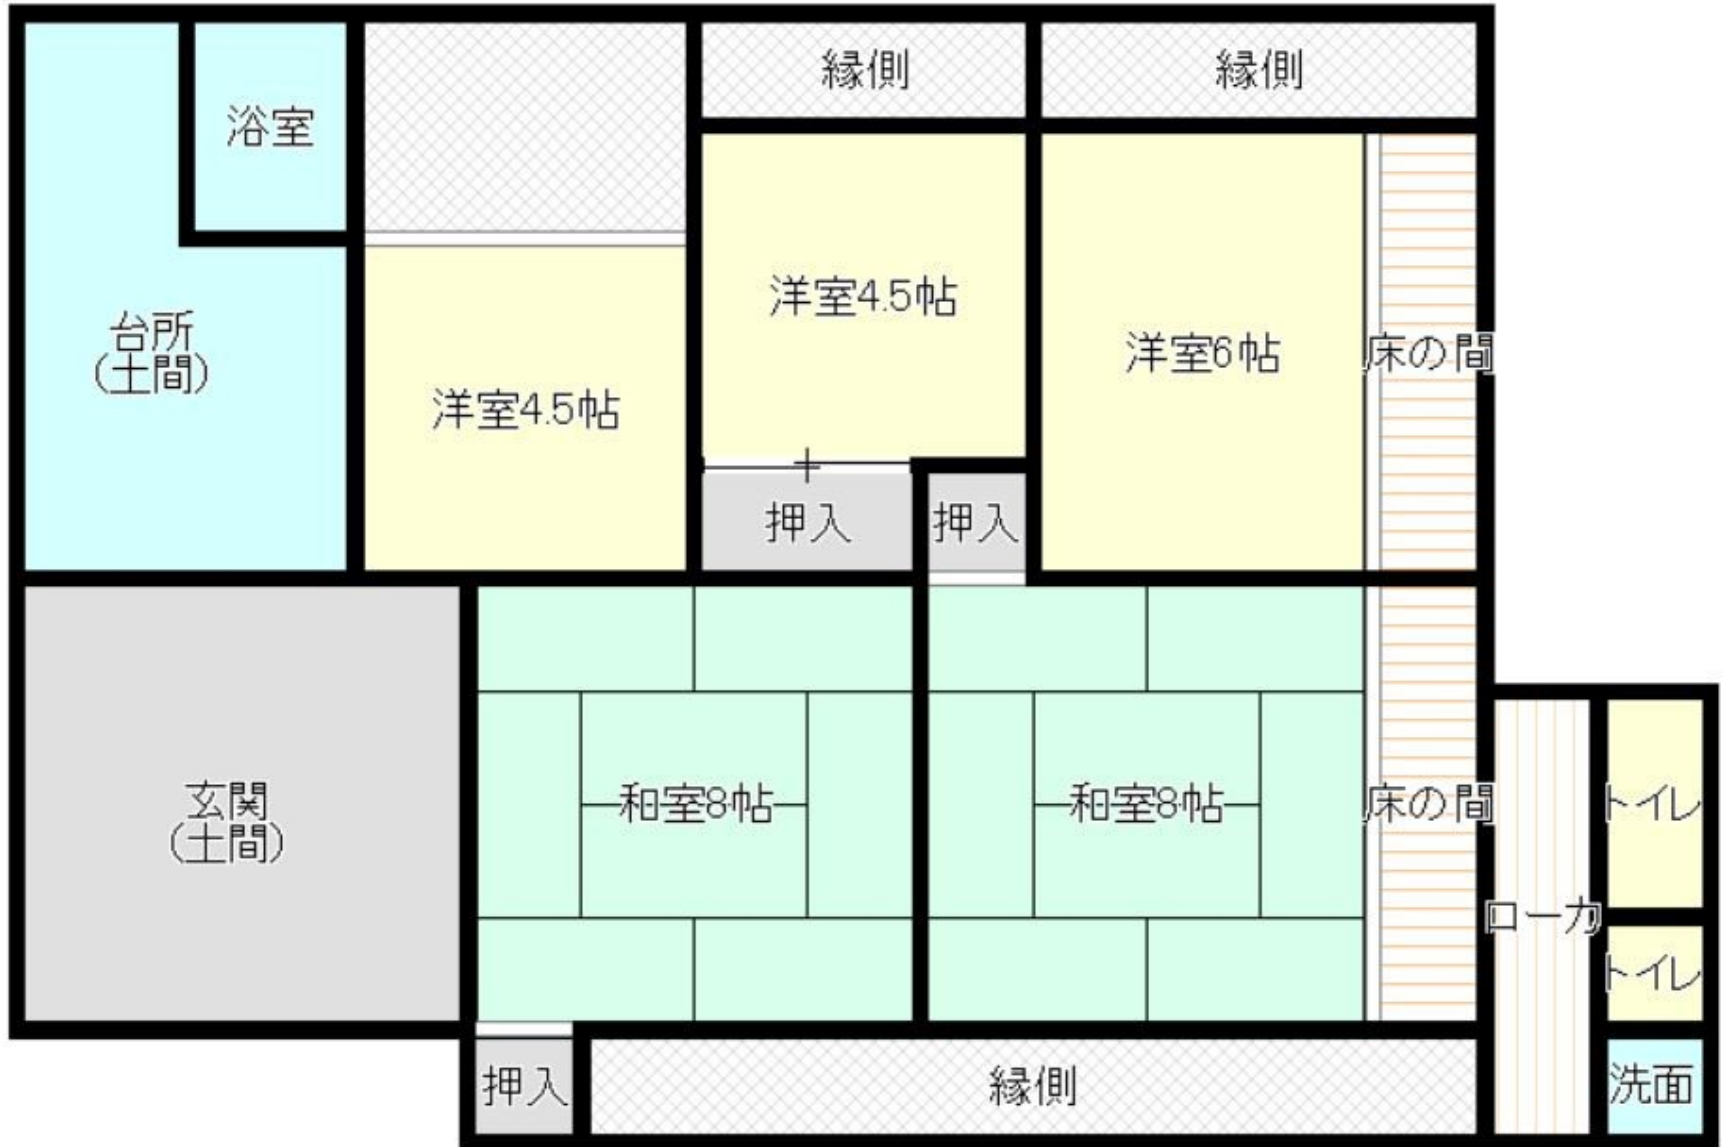 縁側
縁側
浴室
洋室4.5帖
台所
(土間)
洋室6帖
床の間
洋室4.5帖
押入
押入
玄関
(土間)
和室8帖
和室8帖
床の間
トイレ
ローカ
トイレ
押入
縁側
洗面